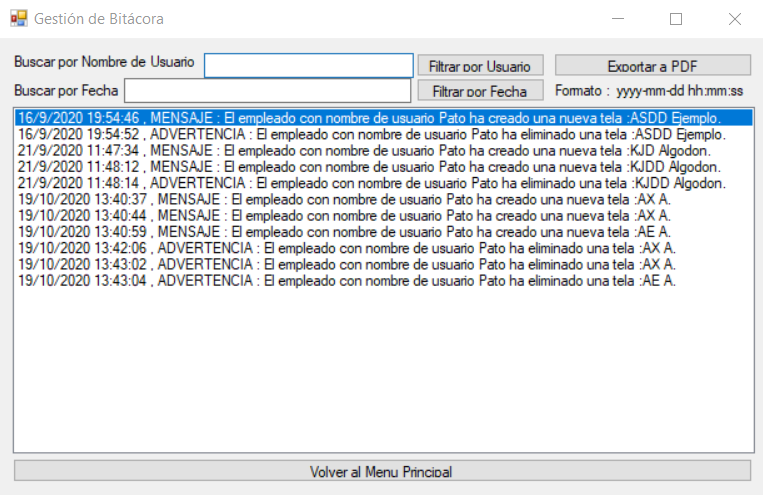 Gestión de Bitácora
Buscar por Nombre de Usuario Filtrar por Usuario Exportar a PDF
Buscar por Fecha Filtrar por Fecha Formato : yyyy-mm-dd hh:mm:ss
16/9/2020 19:54:46 , MENSAJE : El empleado con nombre de usuario Pato ha creado una nueva tela :ASDD Ejemplo.
16/9/2020 19:54:52 , ADVERTENCIA : El empleado con nombre de usuario Pato ha eliminado una tela :ASDD Ejemplo.
21/9/2020 11:47:34 , MENSAJE : El empleado con nombre de usuario Pato ha creado una nueva tela :KJD Algodon.
21/9/2020 11:48:12 , MENSAJE : El empleado con nombre de usuario Pato ha creado una nueva tela :KJDD Algodon.
21/9/2020 11:48:14 , ADVERTENCIA : El empleado con nombre de usuario Pato ha eliminado una tela :KJDD Algodon.
19/10/2020 13:40:37 , MENSAJE : El empleado con nombre de usuario Pato ha creado una nueva tela :AX A.
19/10/2020 13:40:44 , MENSAJE : El empleado con nombre de usuario Pato ha creado una nueva tela :AX A.
19/10/2020 13:40:59 , MENSAJE : El empleado con nombre de usuario Pato ha creado una nueva tela :AE A.
19/10/2020 13:42:06 , ADVERTENCIA : El empleado con nombre de usuario Pato ha eliminado una tela :AX A.
19/10/2020 13:43:02 , ADVERTENCIA : El empleado con nombre de usuario Pato ha eliminado una tela :AX A.
19/10/2020 13:43:04 , ADVERTENCIA : El empleado con nombre de usuario Pato ha eliminado una tela :AE A.
Volver al Menu Principal